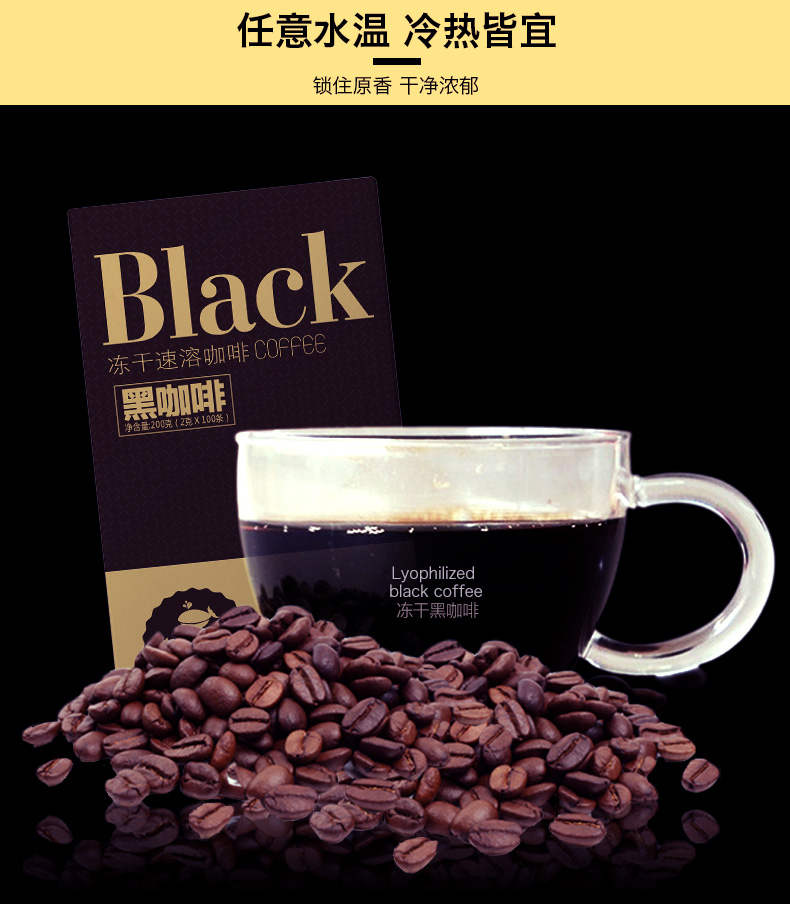 任意水温 冷热皆宜
锁住原香 干净浓郁
Black
冻干速溶咖啡 COFFEE
黑咖啡
净含量:200克（2克X100条）
Lyophilized
black coffee
冻干黑咖啡